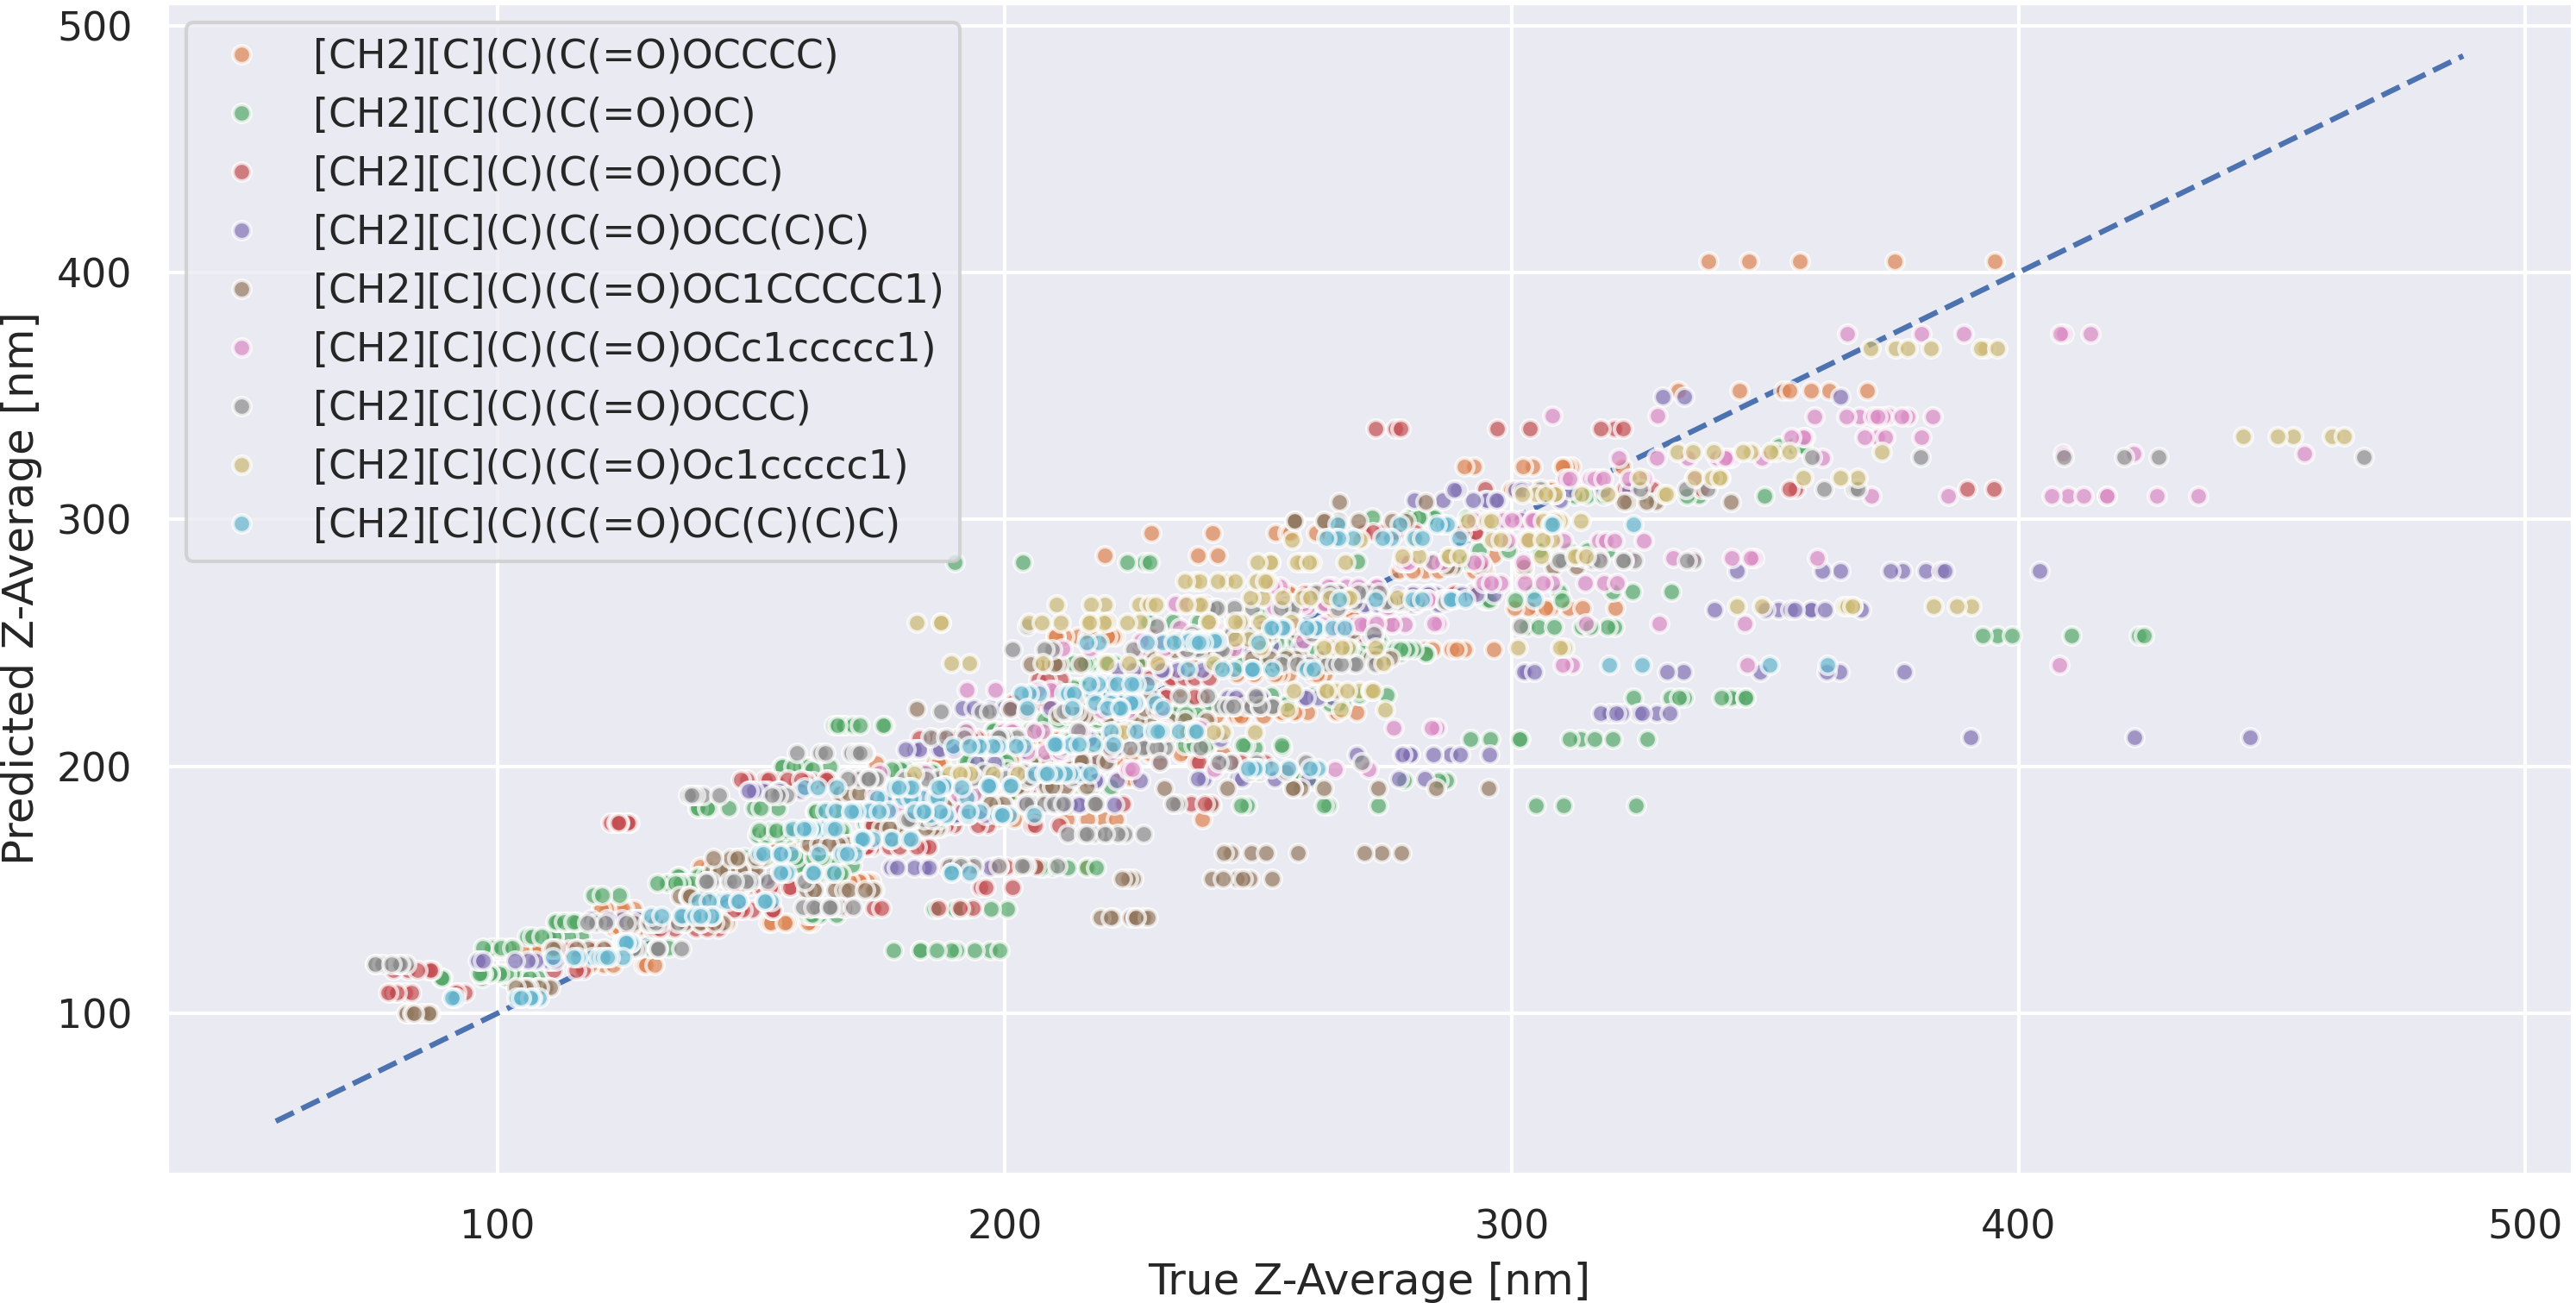 500
400
300
200
100
Predicted Z-Average [nm]
[CH2][C](C)(C(=O)OCCCC)
[CH2][C](C)(C(=O)OC)
[CH2][C](C)(C(=O)OCC)
[CH2][C](C)(C(=O)OCC(C)C)
[CH2][C](C)(C(=O)OC1CCCCC1)
[CH2][C](C)(C(=O)OCc1ccccc1)
[CH2][C](C)(C(=O)OCCC)
[CH2][C](C)(C(=O)Oc1ccccc1)
[CH2][C](C)(C(=O)OC(C)(C)C)
100 200 300 400 500
True Z-Average [nm]